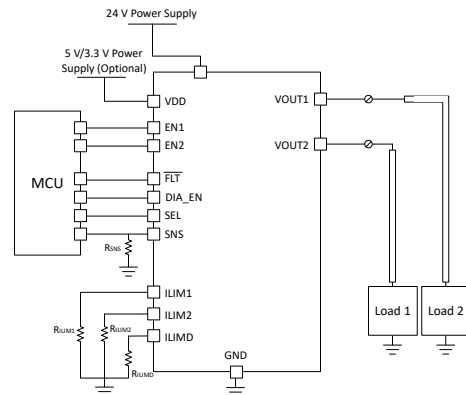 24 V Power Supply
5 V/3.3 V Power
Supply (Optional)
VDD
VOUT1
EN1
EN2
VOUT2
MCU
FLT
DIA_EN
SEL
SNS
RSNS
ILIM1
ILIM2
ILIMD
RILIM1
RILIM2
RILIMD
GND
Load 1
Load 2